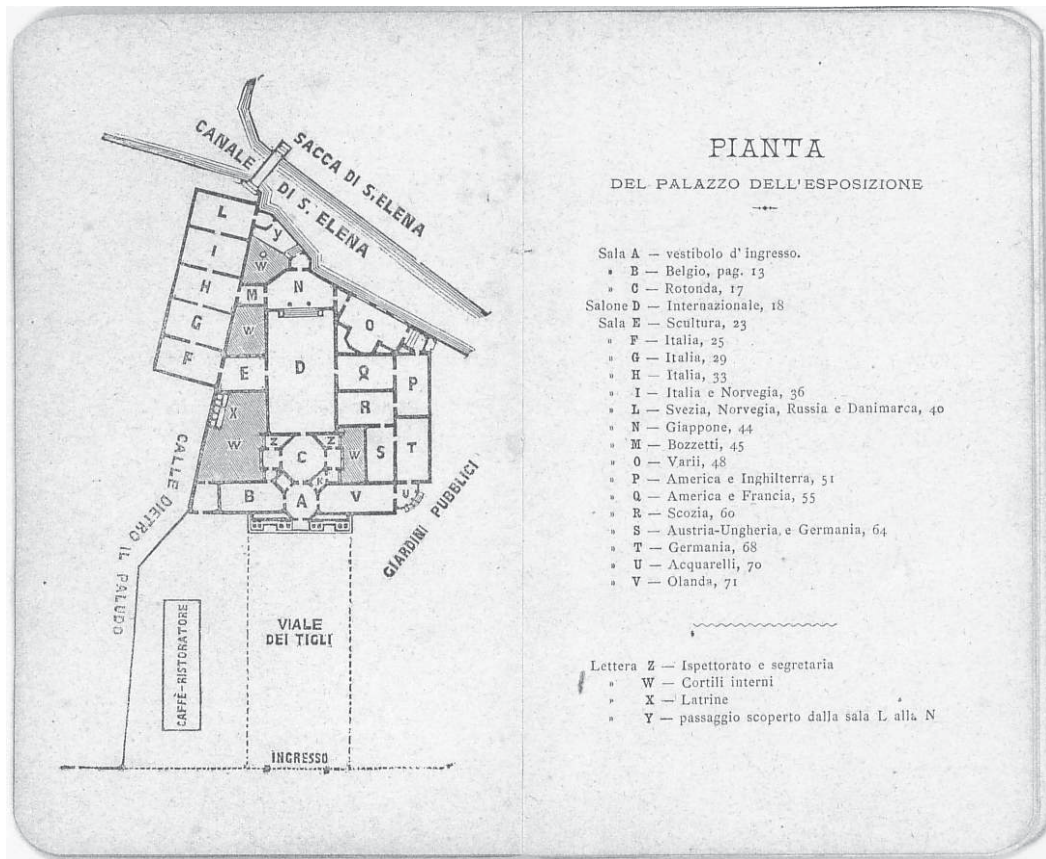 CANALE
DI S. ELENA
SACCA DI S. ELENA
L
Y
I
W
H
M
N
G
W
O
F
E
D
Q
P
R
X
W
Z
Z
C
W
S
T
K
B
A
V
U
CALLE DIETRO IL PALUDO
GIARDINI PUBBLICI
CAFFÈ-RISTORATORE
VIALE
DEI TIGLI
INGRESSO
PIANTA
DEL PALAZZO DELL'ESPOSIZIONE
Sala A — vestibolo d' ingresso.
" B — Belgio, pag. 13
" C — Rotonda, 17
Salone D — Internazionale, 18
Sala E — Scultura, 23
" F — Italia, 25
" G — Italia, 29
" H — Italia, 33
" I — Italia e Norvegia, 36
" L — Svezia, Norvegia, Russia e Danimarca, 40
" N — Giappone, 44
" M — Bozzetti, 45
" O — Varii, 48
" P — America e Inghilterra, 51
" Q — America e Francia, 55
" R — Scozia, 60
" S — Austria-Ungheria e Germania, 64
" T — Germania, 68
" U — Acquarelli, 70
" V — Olanda, 71
Lettera Z — Ispettorato e segretaria
" W — Cortili interni
" X — Latrine
" Y — passaggio scoperto dalla sala L alla N